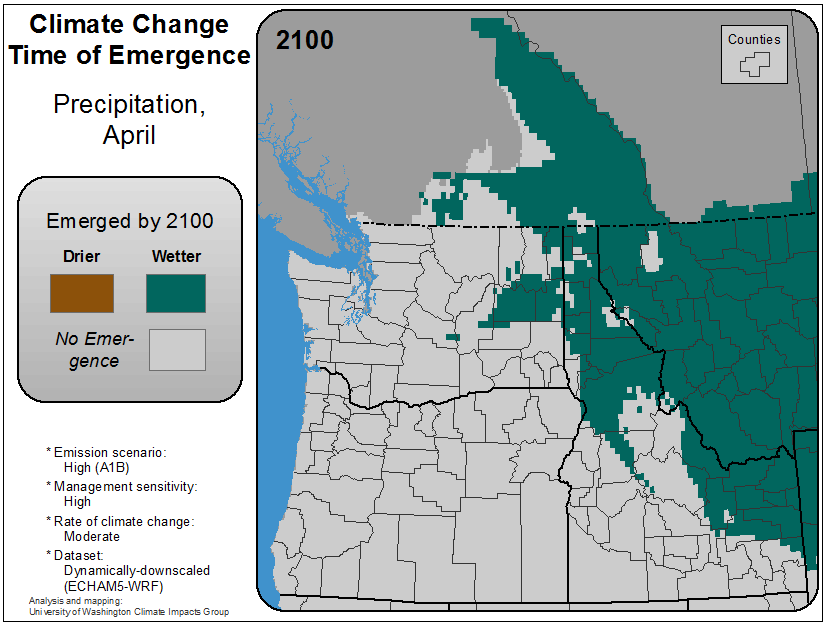 Climate Change
Time of Emergence
Precipitation,
April
Emerged by 2100
Drier Wetter
No Emer-
gence
* Emission scenario:
High (A1B)
* Management sensitivity:
High
* Rate of climate change:
Moderate
* Dataset:
Dynamically-downscaled
(ECHAM5-WRF)
Analysis and mapping:
University of Washington Climate Impacts Group
2100
Counties